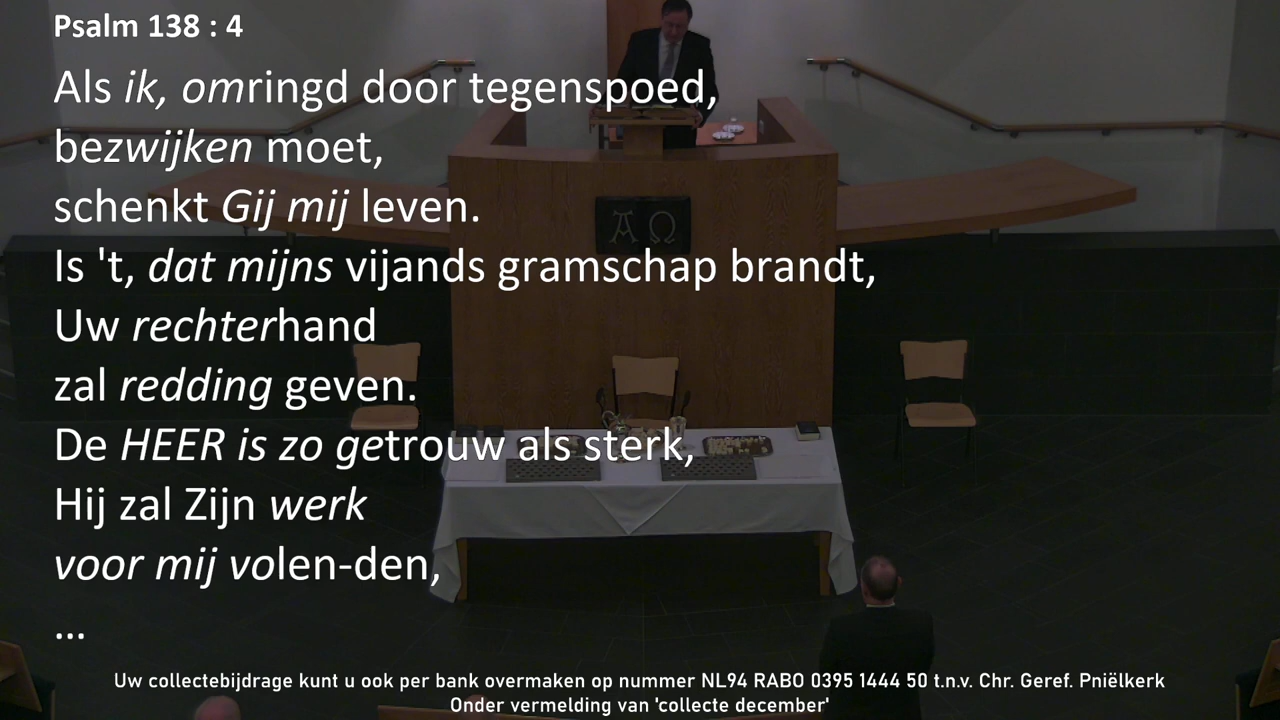 Psalm 138 : 4
Als ik, omringd door tegenspoed,
bezwijken moet,
schenkt Gij mij leven.
Is 't, dat mijns vijands gramschap brandt,
Uw rechterhand
zal redding geven.
De HEER is zo getrouw als sterk,
Hij zal Zijn werk
voor mij volen-den,
...
Α Ω
Uw collectebijdrage kunt u ook per bank overmaken op nummer NL94 RABO 0395 1444 50 t.n.v. Chr. Geref. Pniëlkerk
Onder vermelding van 'collecte december'